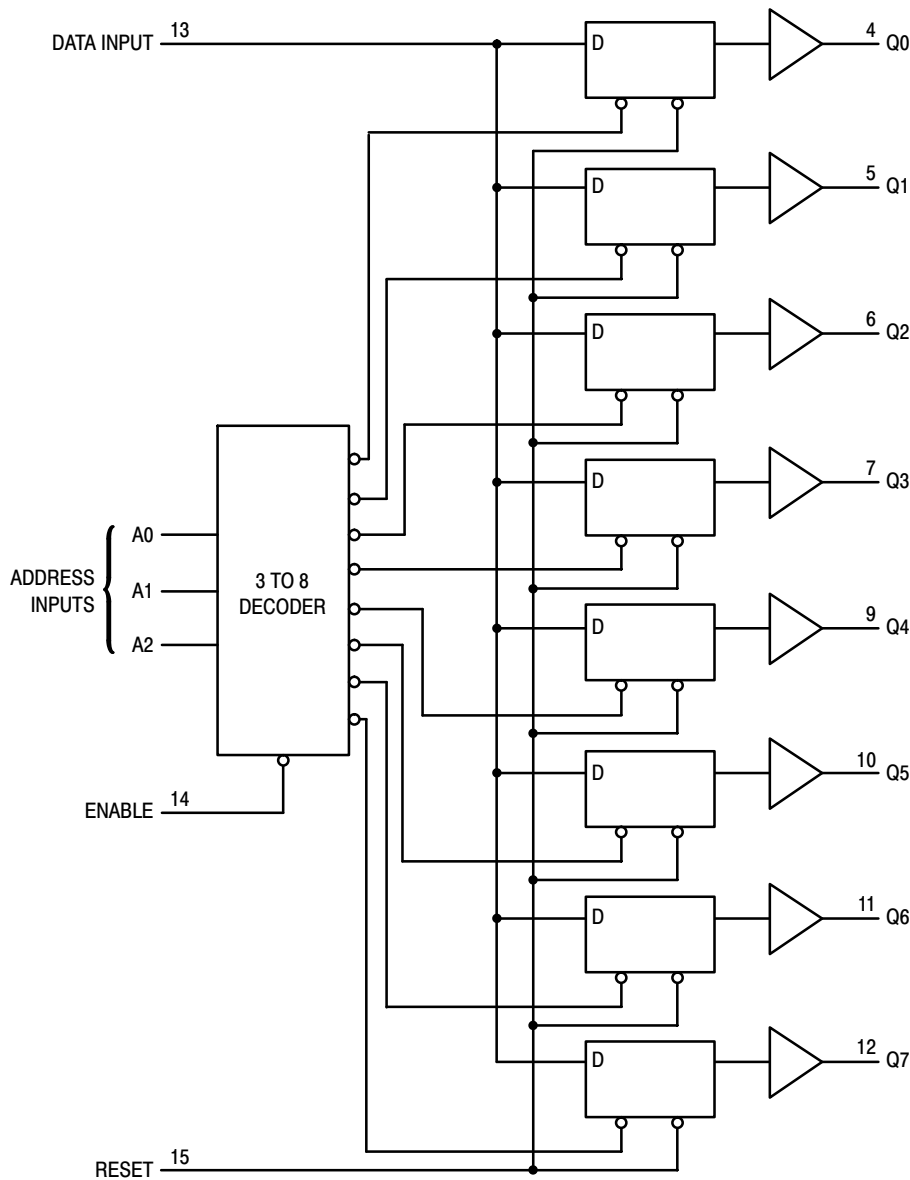 DATA INPUT 13
D
4 Q0
D
5 Q1
D
6 Q2
D
7 Q3
D
9 Q4
D
10 Q5
D
11 Q6
D
12 Q7
ADDRESS
INPUTS
A0
A1
A2
3 TO 8
DECODER
ENABLE 14
RESET 15